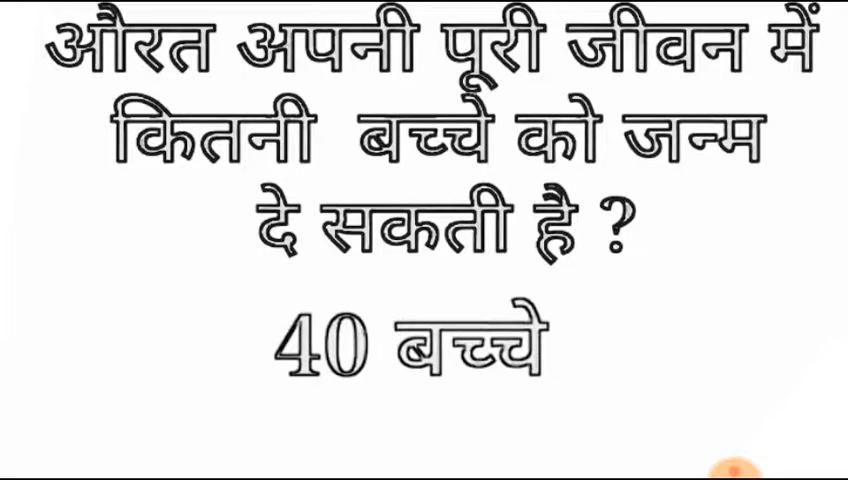 औरत अपनी पूरी जीवन में
कितनी बच्चे को जन्म
दे सकती है ?
40 बच्चे